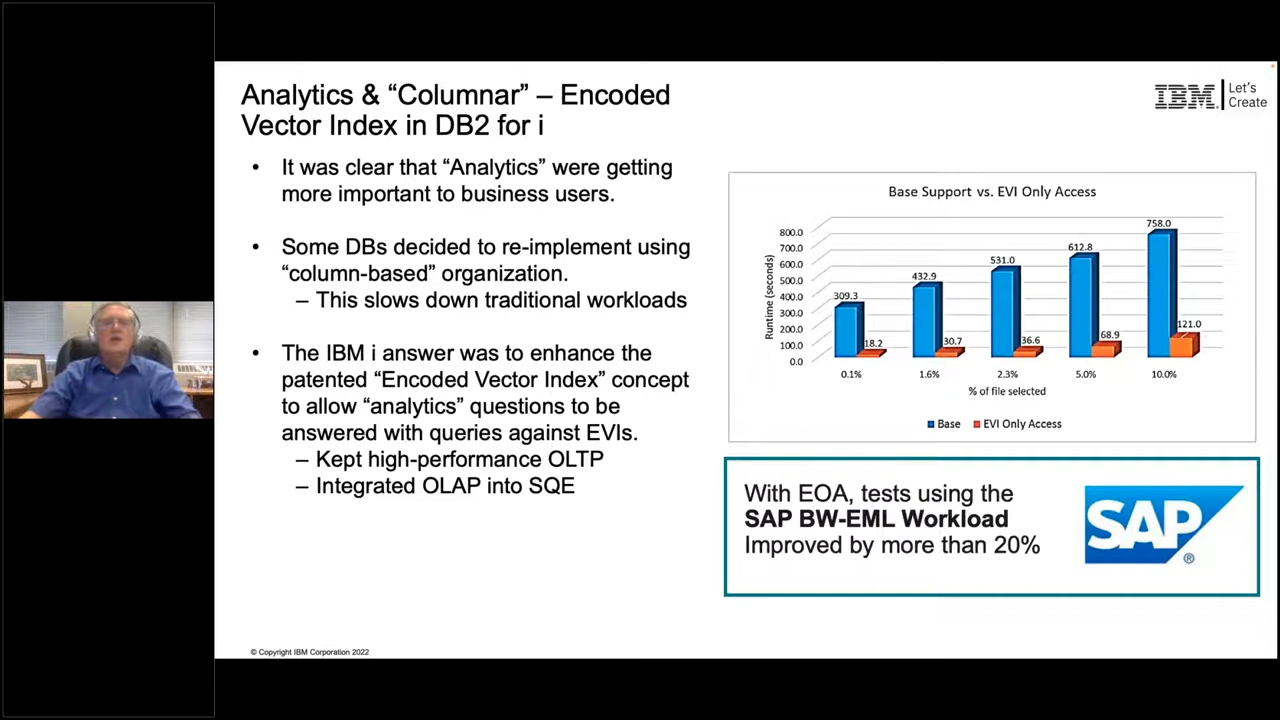 Analytics & “Columnar” – Encoded
Vector Index in DB2 for i
• It was clear that “Analytics” were getting
more important to business users.
• Some DBs decided to re-implement using
“column-based” organization.
– This slows down traditional workloads
• The IBM i answer was to enhance the
patented “Encoded Vector Index” concept
to allow “analytics” questions to be
answered with queries against EVIs.
– Kept high-performance OLTP
– Integrated OLAP into SQE
IBM Let's
Create
Base Support vs. EVI Only Access
Runtime (seconds)
800.0
700.0
600.0
500.0
400.0
300.0
200.0
100.0
0.0
309.3
18.2
432.9
30.7
531.0
36.6
612.8
68.9
758.0
121.0
0.1% 1.6% 2.3% 5.0% 10.0%
% of file selected
Base EVI Only Access
With EOA, tests using the
SAP BW-EML Workload
Improved by more than 20%
SAP ®
© Copyright IBM Corporation 2022